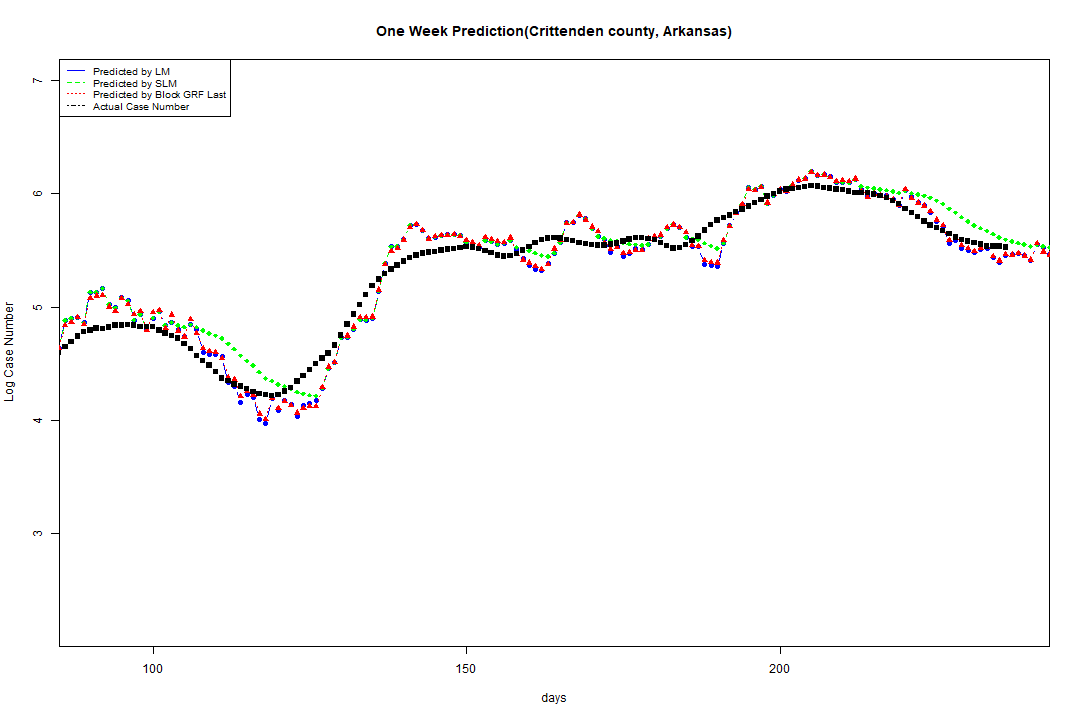 One Week Prediction(Crittenden county, Arkansas)
Predicted by LM
Predicted by SLM
Predicted by Block GRF Last
Actual Case Number
7
6
5
4
3
Log Case Number
100 150 200
days